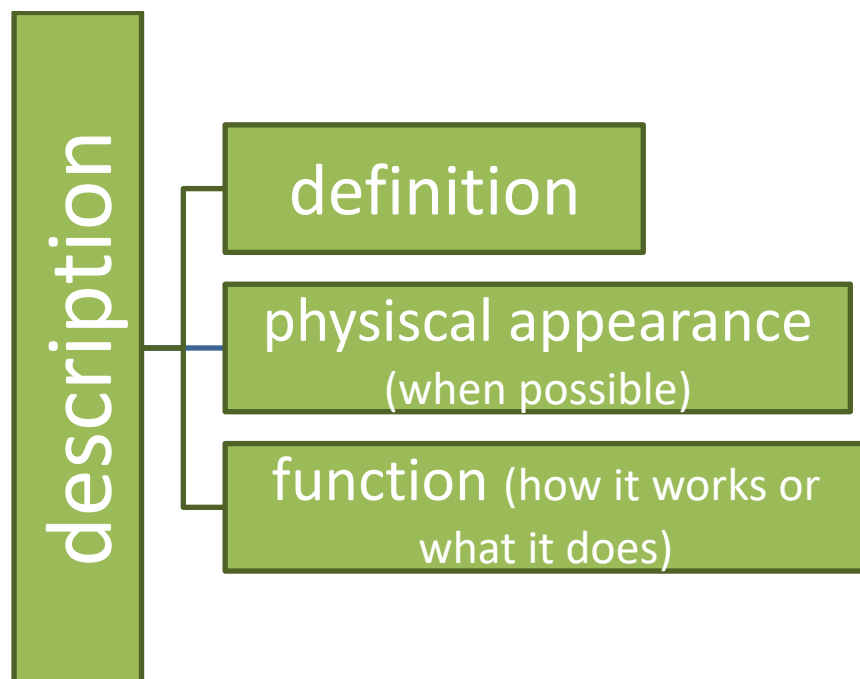 description
definition
physiscal appearance
(when possible)
function (how it works or
what it does)